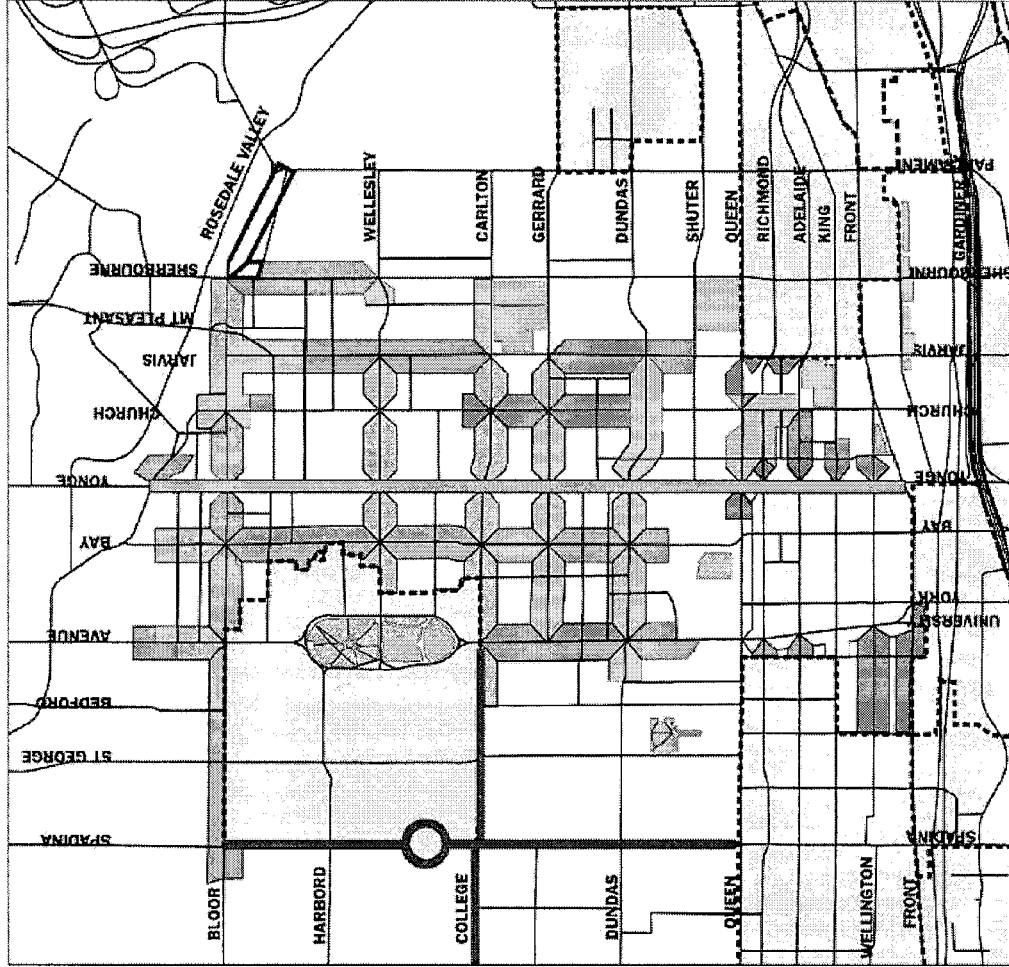 ROSEDALE VALLEY
WELLESLEY
CARLTON
GERRARD
DUNDAS
SHUTER
QUEEN
RICHMOND
ADELAIDE
KING
FRONT
GARDINER
SHERBOURNE
MT PLEASANT
JARVIS
CHURCH
YONGE
BAY
AVENUE
BEDFORD
ST GEORGE
SPADINA
PARLIAMENT
SHERBOURNE
JARVIS
CHURCH
YONGE
BAY
YORK
UNIVERSITY
SPADINA
BLOOR
HARBORD
COLLEGE
DUNDAS
QUEEN
WELLINGTON
FRONT